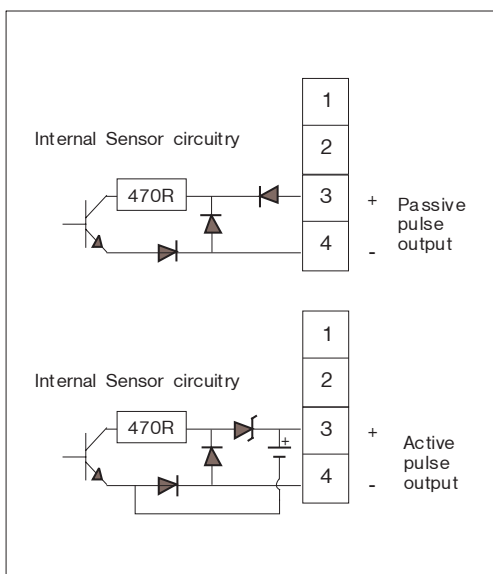 1
Internal Sensor circuitry
2
470R
3
+
Passive
pulse
output
4
-
1
Internal Sensor circuitry
2
470R
3
+
+
Active
pulse
output
4
-